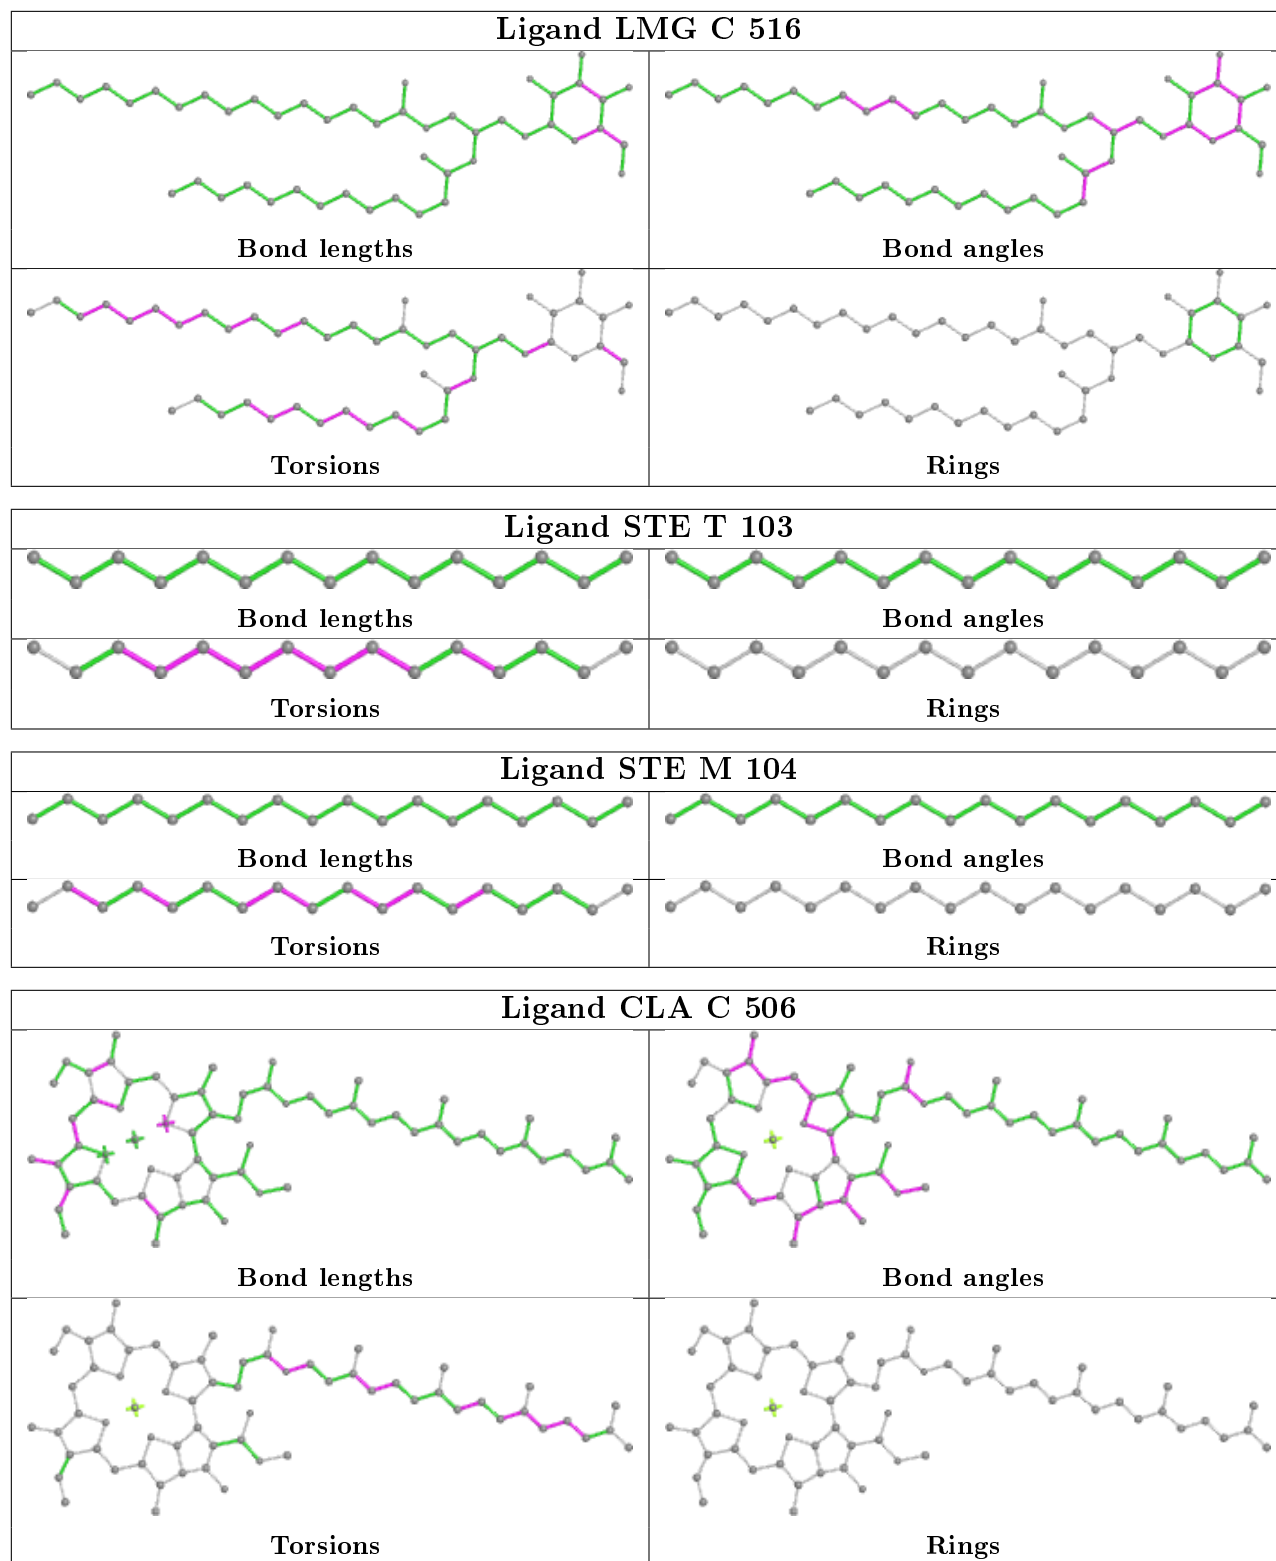 Ligand LMG C 516
Bond lengths
Bond angles
Torsions
Rings
Ligand STE T 103
Bond lengths
Bond angles
Torsions
Rings
Ligand STE M 104
Bond lengths
Bond angles
Torsions
Rings
Ligand CLA C 506
Bond lengths
Bond angles
Torsions
Rings